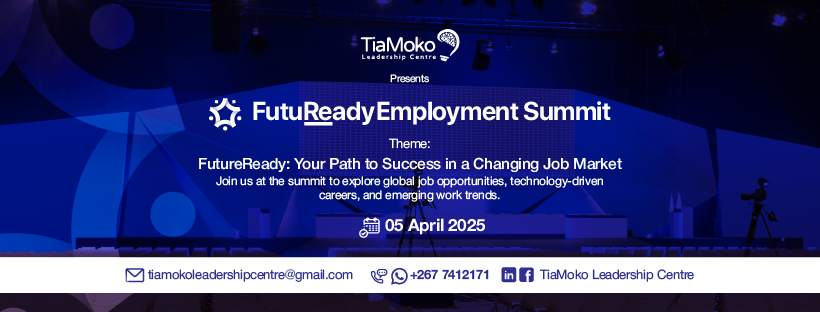 TiaMoko
Leadership Centre
Presents
FutuReady Employment Summit
Theme:
FutureReady: Your Path to Success in a Changing Job Market
Join us at the summit to explore global job opportunities, technology-driven
careers, and emerging work trends.
05 April 2025
tiamokoleadershipcentre@gmail.com +267 7412171 TiaMoko Leadership Centre